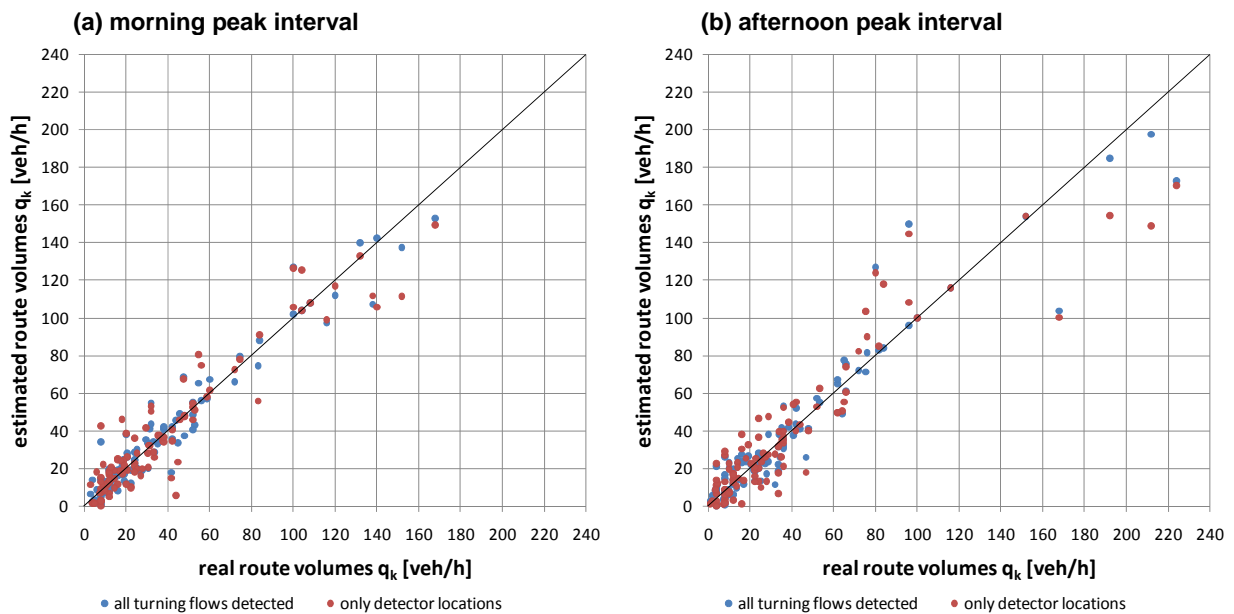 (a) morning peak interval
240
220
200
180
160
140
120
100
80
60
40
20
0
0 20 40 60 80 100 120 140 160 180 200 220 240
estimated route volumes qk [veh/h]
real route volumes qk [veh/h]
all turning flows detected only detector locations
(b) afternoon peak interval
240
220
200
180
160
140
120
100
80
60
40
20
0
0 20 40 60 80 100 120 140 160 180 200 220 240
estimated route volumes qk [veh/h]
real route volumes qk [veh/h]
all turning flows detected only detector locations